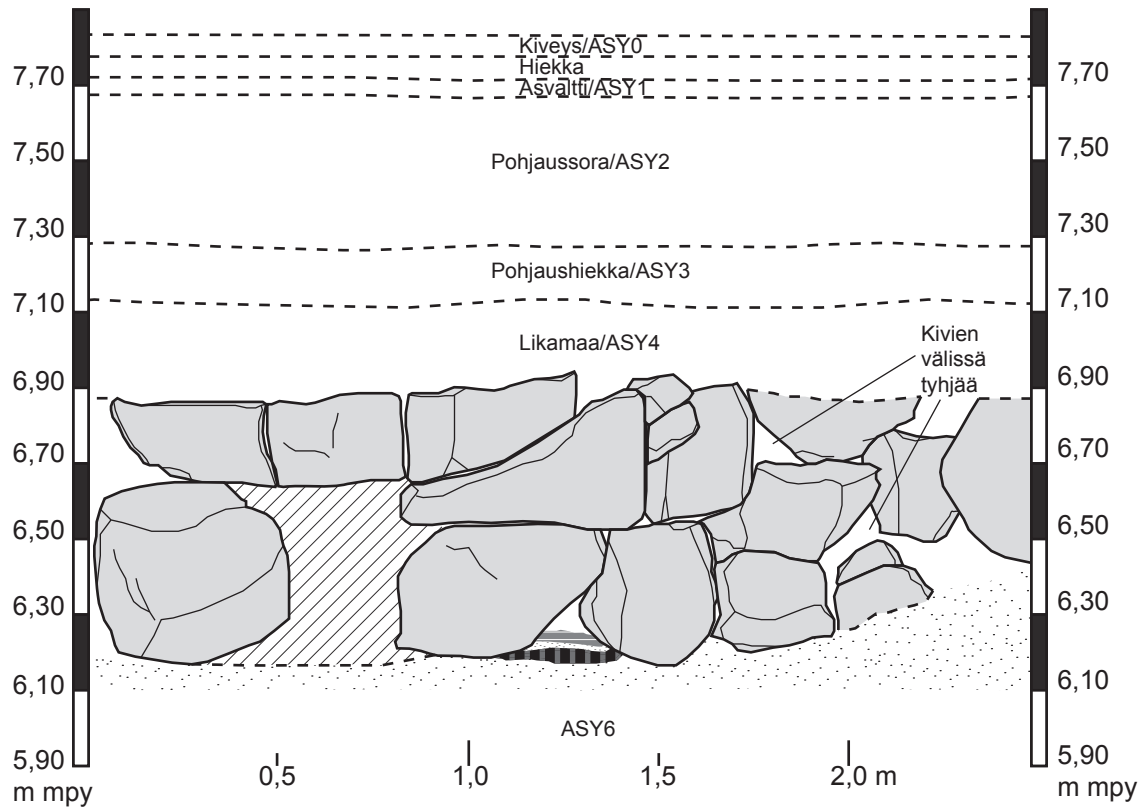 Kiveys/ASY0
Hiekka
Asvaltti/ASY1
Pohjaussora/ASY2
Pohjaushiekka/ASY3
Likamaa/ASY4
Kivien
välissä
tyhjää
ASY6
7,70
7,50
7,30
7,10
6,90
6,70
6,50
6,30
6,10
5,90
m mpy
0,5
1,0
1,5
2,0 m
7,70
7,50
7,30
7,10
6,90
6,70
6,50
6,30
6,10
5,90
m mpy